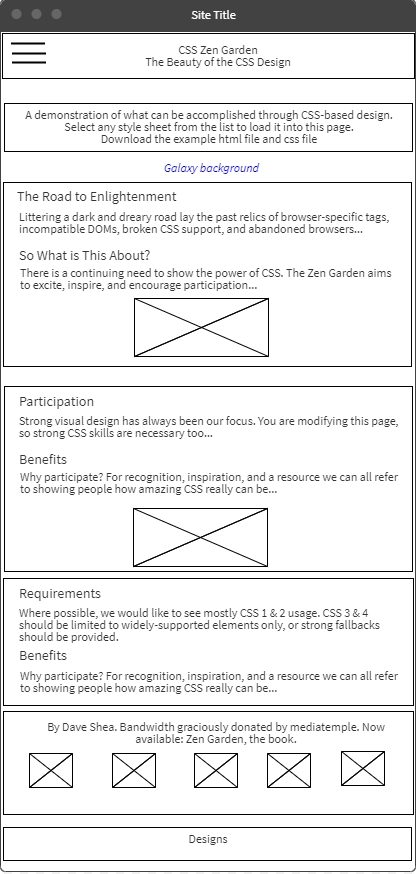 Site Title
CSS Zen Garden
The Beauty of the CSS Design
A demonstration of what can be accomplished through CSS-based design.
Select any style sheet from the list to load it into this page.
Download the example html file and css file
Galaxy background
The Road to Enlightenment
Littering a dark and dreary road lay the past relics of browser-specific tags,
incompatible DOMs, broken CSS support, and abandoned browsers...
So What is This About?
There is a continuing need to show the power of CSS. The Zen Garden aims
to excite, inspire, and encourage participation...
Participation
Strong visual design has always been our focus. You are modifying this page,
so strong CSS skills are necessary too...
Benefits
Why participate? For recognition, inspiration, and a resource we can all refer
to showing people how amazing CSS really can be...
Requirements
Where possible, we would like to see mostly CSS 1 & 2 usage. CSS 3 & 4
should be limited to widely-supported elements only, or strong fallbacks
should be provided.
Benefits
Why participate? For recognition, inspiration, and a resource we can all refer
to showing people how amazing CSS really can be...
By Dave Shea. Bandwidth graciously donated by mediatemple. Now
available: Zen Garden, the book.
Designs